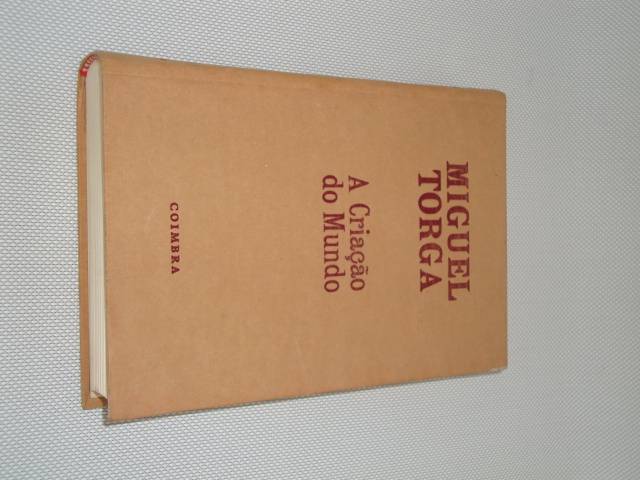 MIGUEL
TORGA
A Criação
do Mundo
COIMBRA